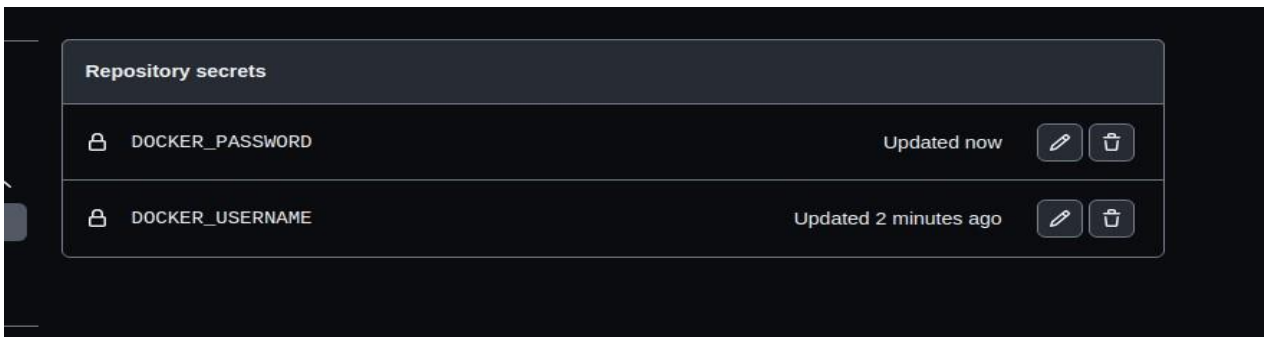 Repository secrets
DOCKER_PASSWORD Updated now
DOCKER_USERNAME Updated 2 minutes ago